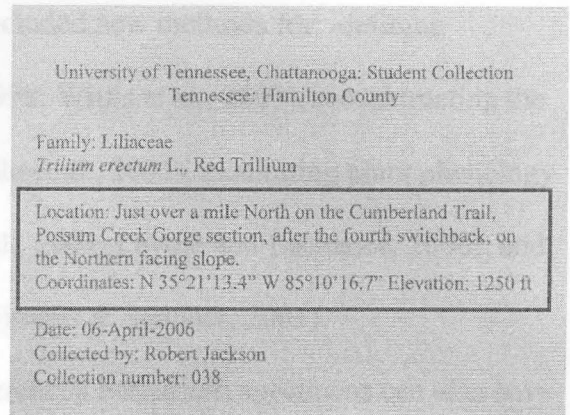 University of Tennessee, Chattanooga: Student Collection
Tennessee: Hamilton County
Family: Liliaceae
Trilium erectum L., Red Trillium
Location: Just over a mile North on the Cumberland Trail,
Possum Creek Gorge section, after the fourth switchback, on
the Northern facing slope.
Coordinates: N 35°21'13.4" W 85°10'16.7" Elevation: 1250 ft
Date: 06-April-2006
Collected by: Robert Jackson
Collection number: 038